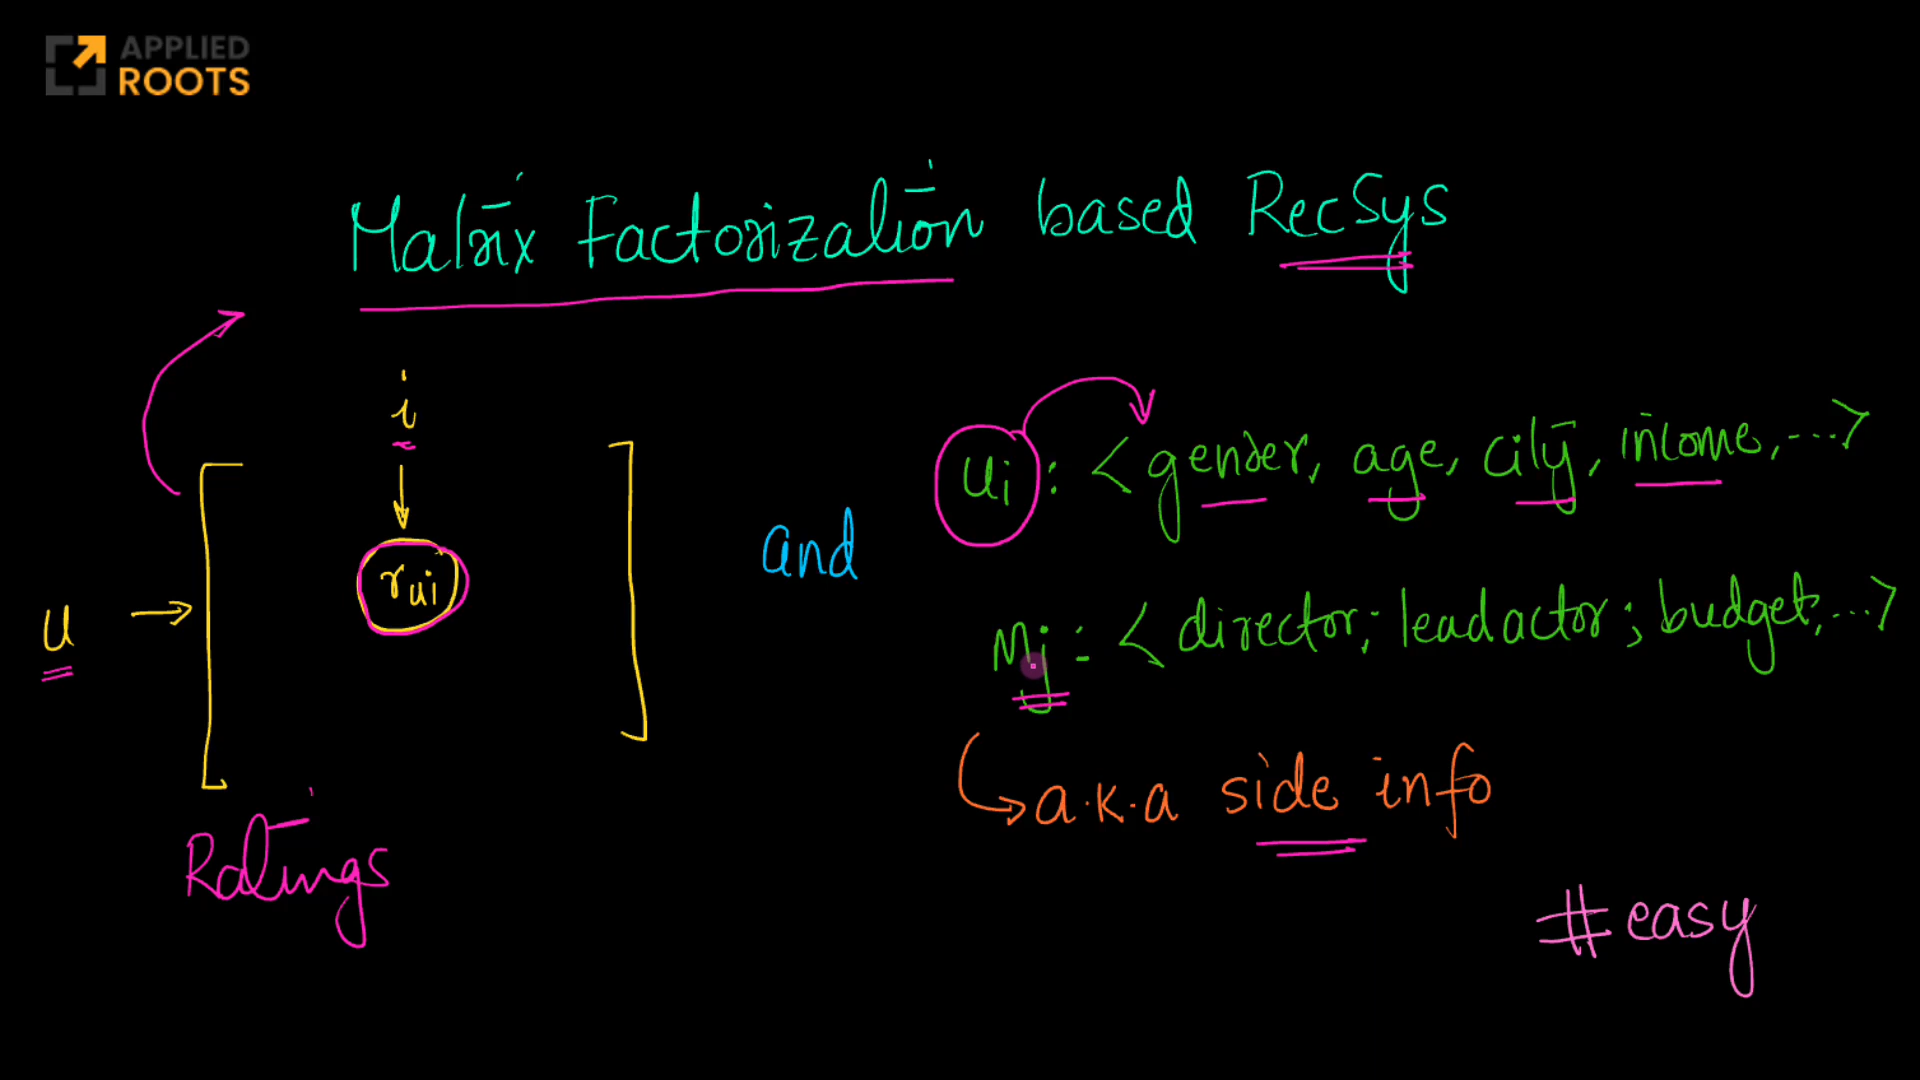 APPLIED
ROOTS
Matrix Factorization based RecSys
i
u
rui
Ratings
and
ui : < gender, age, city, income, ...>
mj : < director; lead actor; budget, ...>
a.k.a side info
#easy